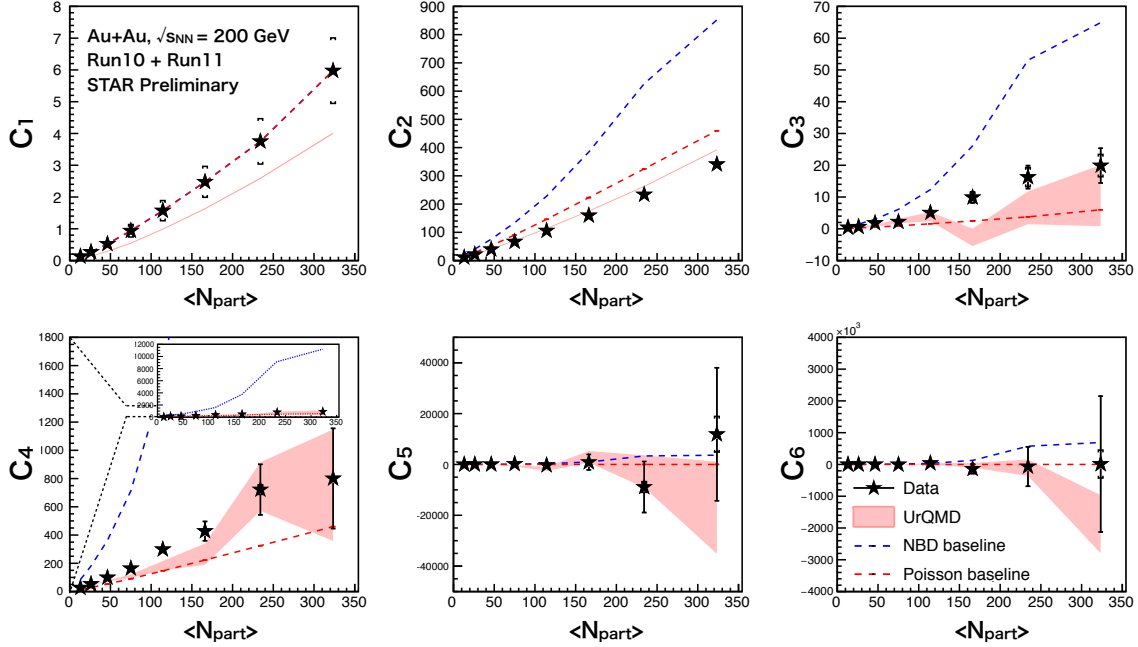 Au+Au, √sNN = 200 GeV
Run10 + Run11
STAR Preliminary
C1
8
7
6
5
4
3
2
1
0
0 50 100 150 200 250 300 350
<Npart>
C2
900
800
700
600
500
400
300
200
100
0
0 50 100 150 200 250 300 350
<Npart>
C3
70
60
50
40
30
20
10
0
−10
0 50 100 150 200 250 300 350
<Npart>
C4
1800
1600
1400
1200
1000
800
600
400
200
0
0 50 100 150 200 250 300 350
<Npart>
12000
10000
8000
6000
4000
2000
0
0 50 100 150 200 250 300 350
C5
40000
20000
0
−20000
−40000
0 50 100 150 200 250 300 350
<Npart>
C6
×10³
4000
3000
2000
1000
0
−1000
−2000
−3000
−4000
0 50 100 150 200 250 300 350
<Npart>
Data
UrQMD
NBD baseline
Poisson baseline